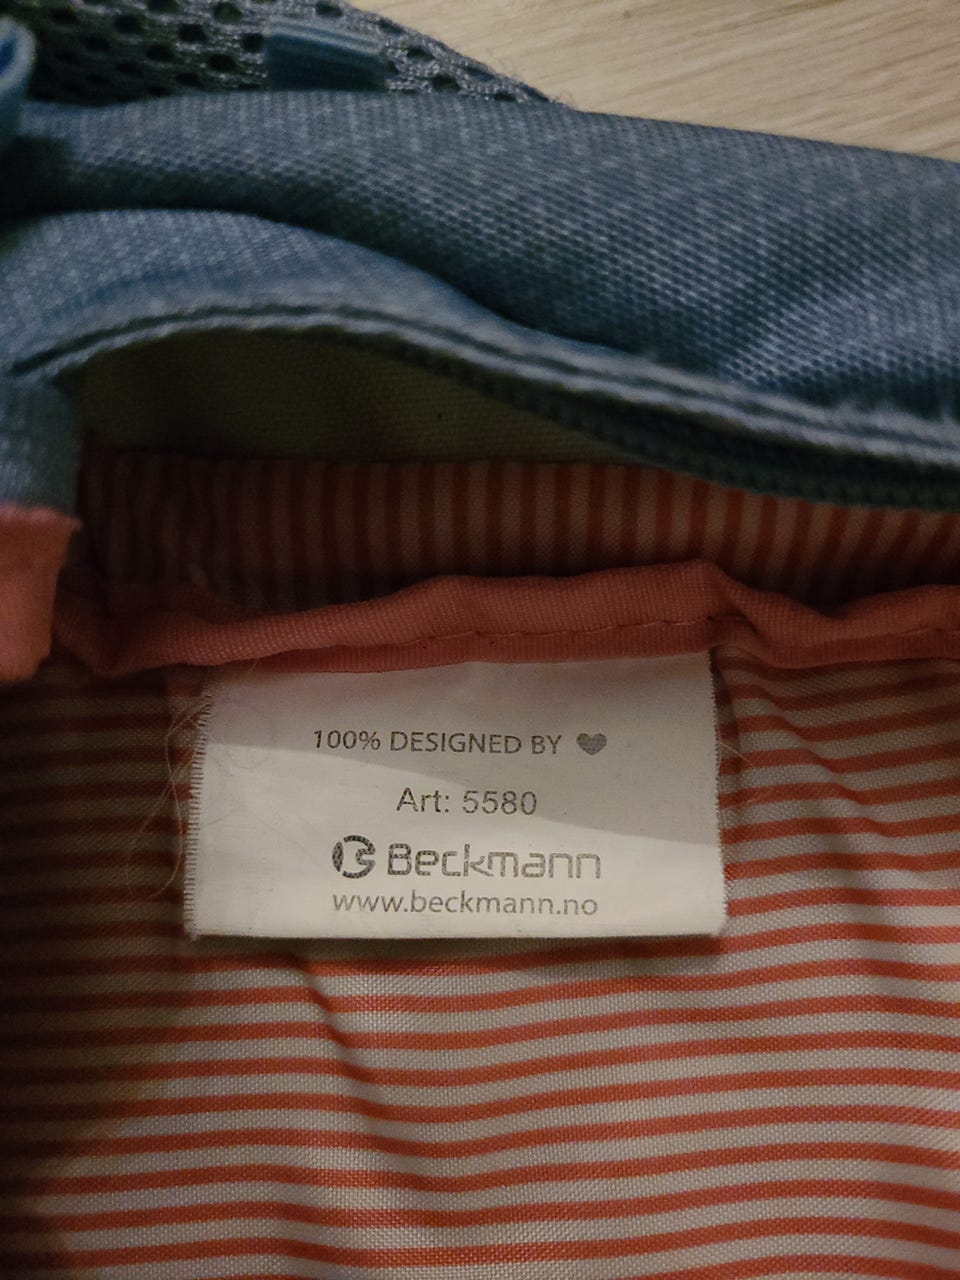 100% DESIGNED BY ♥
Art: 5580
Beckmann
www.beckmann.no